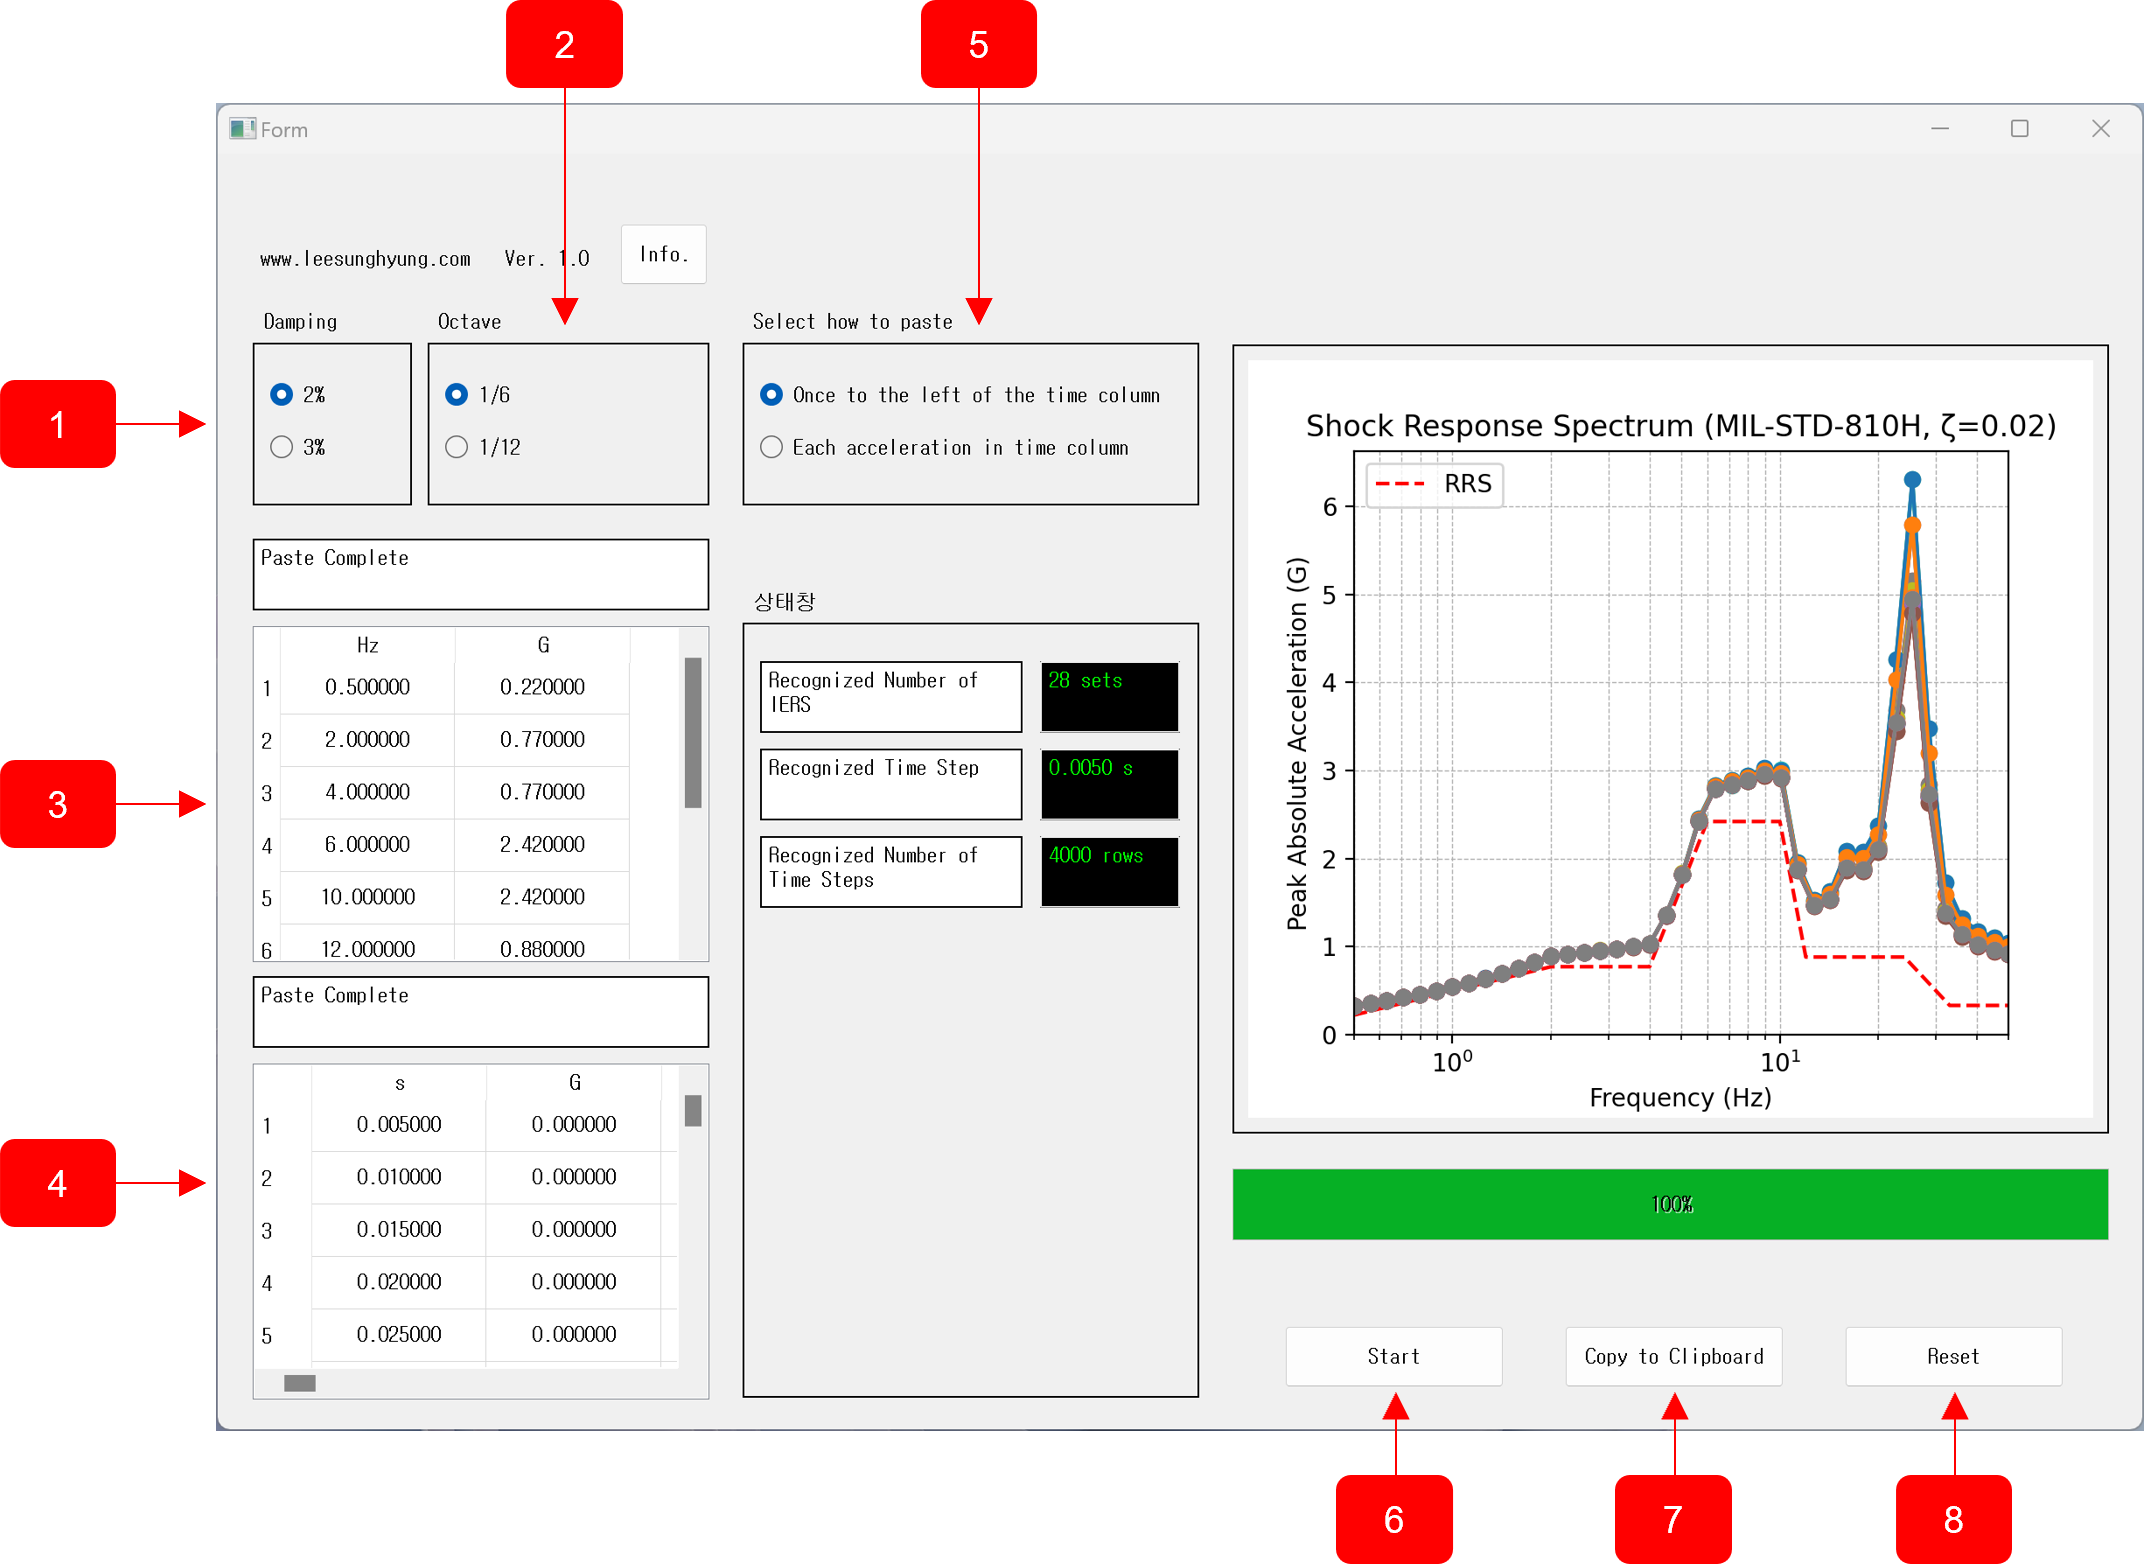 2
5
Form
www.leesunghyung.com Ver. 1.0 Info.
Damping
Octave
Select how to paste
1
2%
3%
1/6
1/12
Once to the left of the time column
Each acceleration in time column
Paste Complete
Hz G
1 0.500000 0.220000
2 2.000000 0.770000
3 4.000000 0.770000
4 6.000000 2.420000
5 10.000000 2.420000
6 12.000000 0.880000
3
Paste Complete
s G
1 0.005000 0.000000
2 0.010000 0.000000
3 0.015000 0.000000
4 0.020000 0.000000
5 0.025000 0.000000
4
상태창
Recognized Number of
IERS
28 sets
Recognized Time Step
0.0050 s
Recognized Number of
Time Steps
4000 rows
Shock Response Spectrum (MIL-STD-810H, ζ=0.02)
RRS
Peak Absolute Acceleration (G)
6
5
4
3
2
1
0
10⁰ 10¹
Frequency (Hz)
100%
Start
Copy to Clipboard
Reset
6
7
8